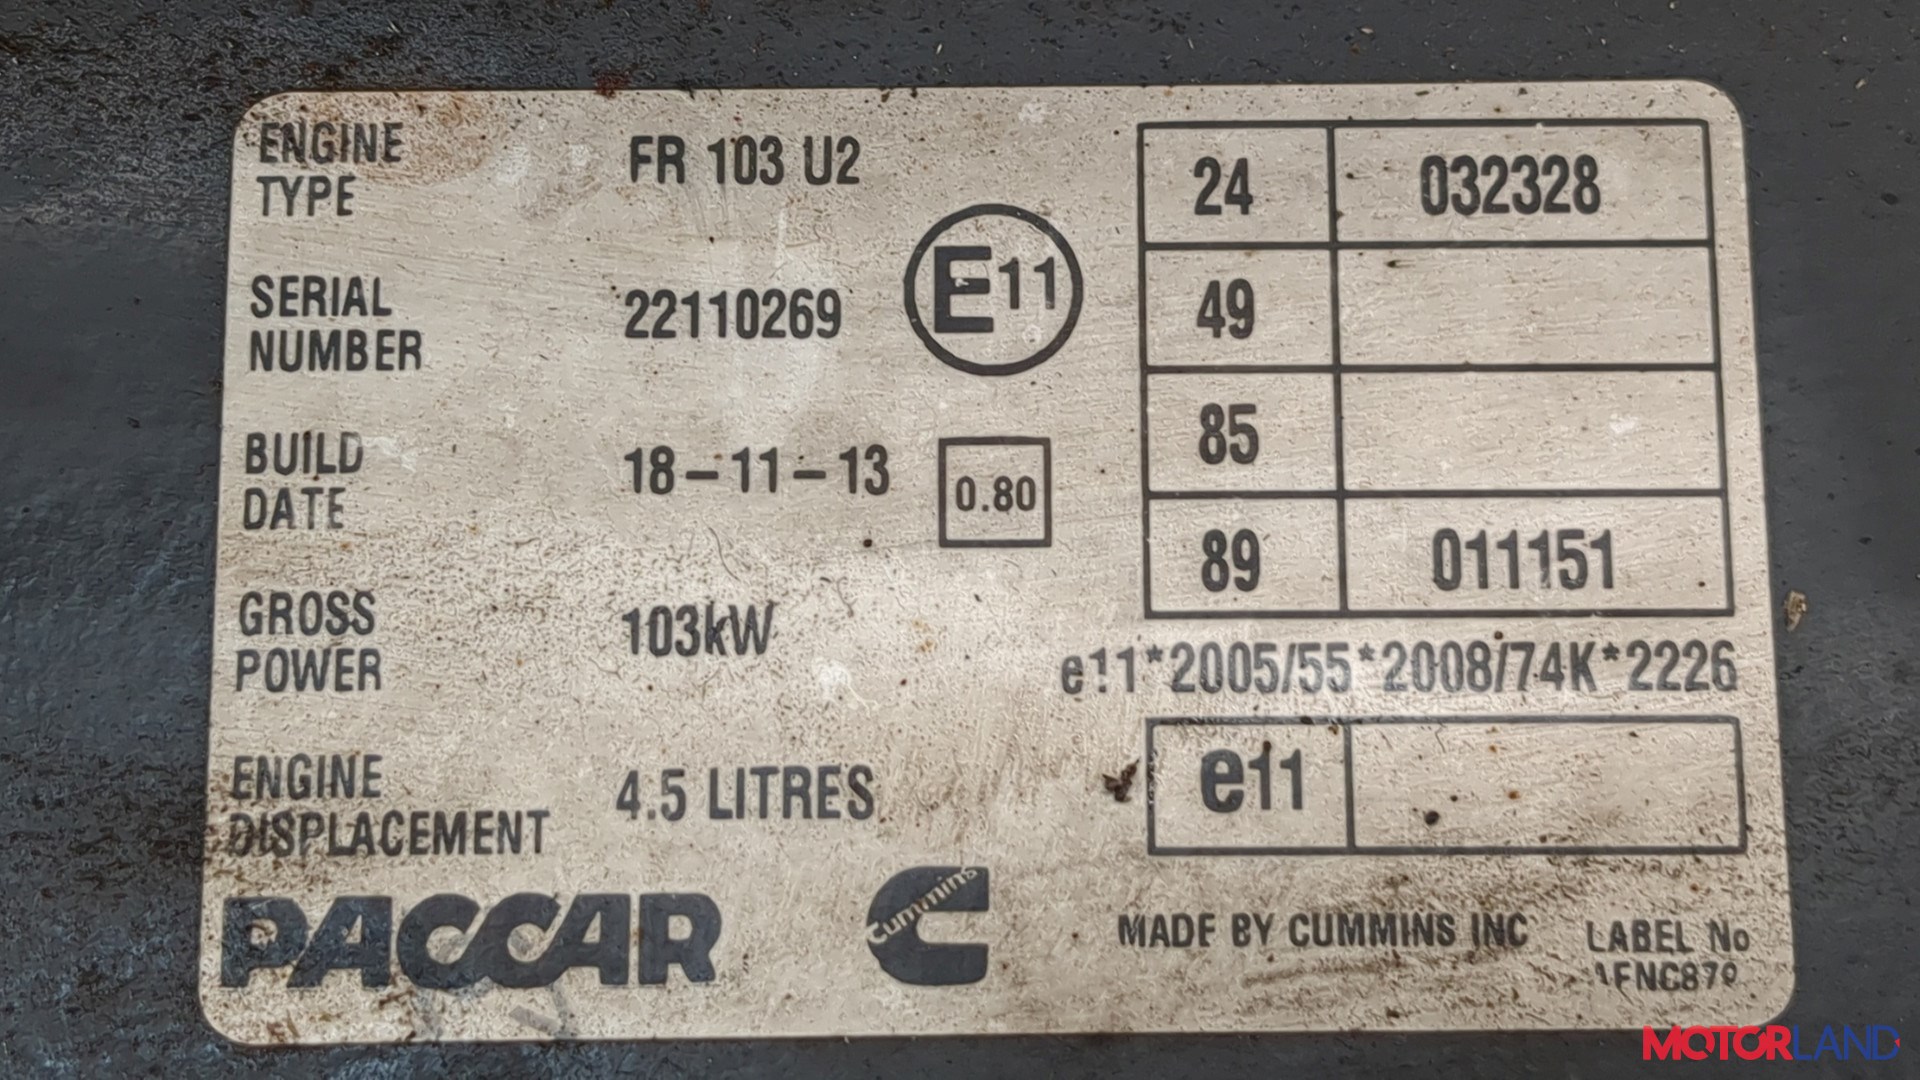 ENGINE
TYPE
FR 103 U2
SERIAL
NUMBER
22110269
E11
BUILD
DATE
18-11-13
0.80
GROSS
POWER
103kW
ENGINE
DISPLACEMENT
4.5 LITRES
24 032328
49
85
89 011151
e11*2005/55*2008/74K*2226
e11
PACCAR
Cummins
MADE BY CUMMINS INC
LABEL No
MOTORLAND